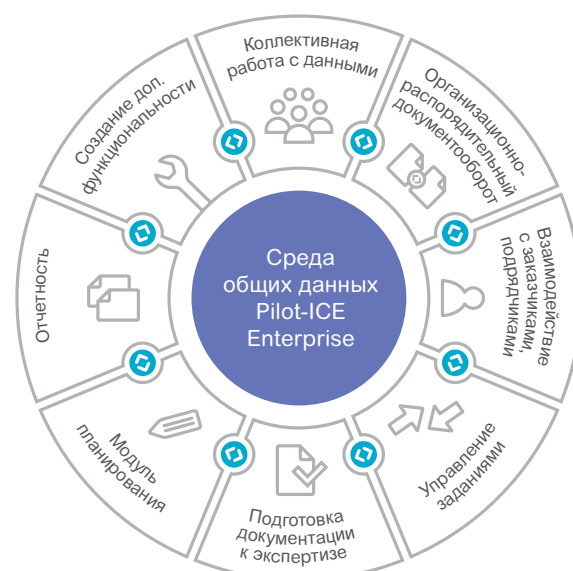 Коллективная
работа с данными
Организационно-
распорядительный
документооборот
Взаимодействие
с заказчиками,
подрядчиками
Управление
заданиями
Подготовка
документации
к экспертизе
Модуль
планирования
Отчетность
Создание доп.
функциональности
Среда
общих данных
Pilot-ICE
Enterprise